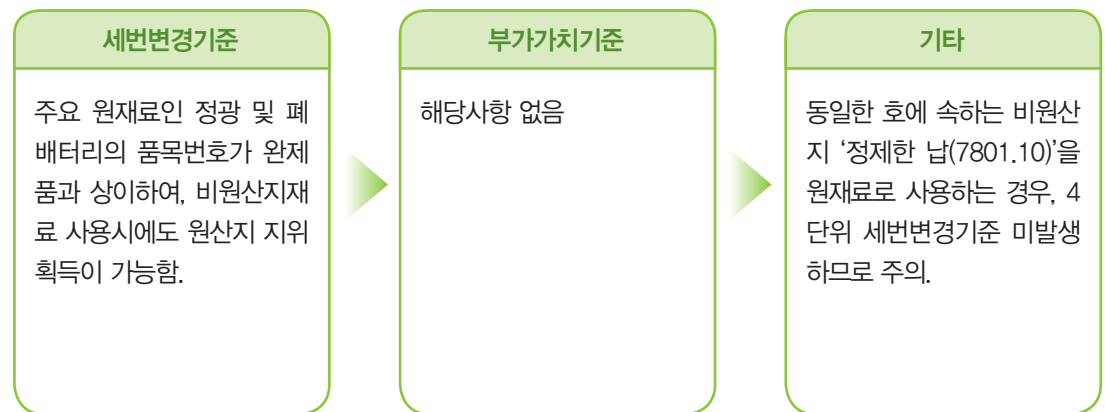 세번변경기준
주요 원재료인 정광 및 폐
배터리의 품목번호가 완제
품과 상이하여, 비원산지재
료 사용시에도 원산지 지위
획득이 가능함.
부가가치기준
해당사항 없음
기타
동일한 호에 속하는 비원산
지 ‘정제한 납(7801.10)’을
원재료로 사용하는 경우, 4
단위 세번변경기준 미발생
하므로 주의.